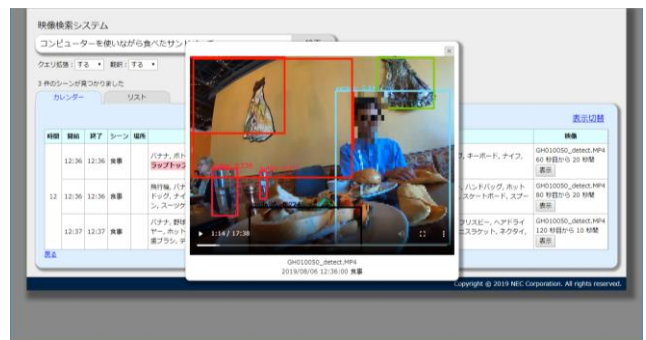 映像検索システム
コンピューターを使いながら食べたサン
クエリ拡張: する ▼ 翻訳: する ▼
3 件のシーンが見つかりました
カレンダー リスト
表示切替
時間 開始 終了 シーン 場所 映像
12:36 12:36 食事 バナナ, ボト
ラップトップ
, キーボード, ナイフ,
GH010050_detect.MP4
60 秒目から 20 秒間
表示
12 12:36 12:36 食事
飛行機, バナ
ドッグ, ナイ
ン, スーツケ
, ハンドバッグ, ホット
スケートボード, スプー
GH010050_detect.MP4
90 秒目から 20 秒間
表示
12:37 12:37 食事 バナナ, 野球
ヤー, ホット
歯ブラシ,
フリスビー, ヘアドライ
ニスラケット, ネクタイ,
GH010050_detect.MP4
120 秒目から 10 秒間
表示
戻る
1:14 / 17:38
GH010050_detect.MP4
2019/08/06 12:36:00 食事
Copyright © 2019 NEC Corporation. All rights reserved.